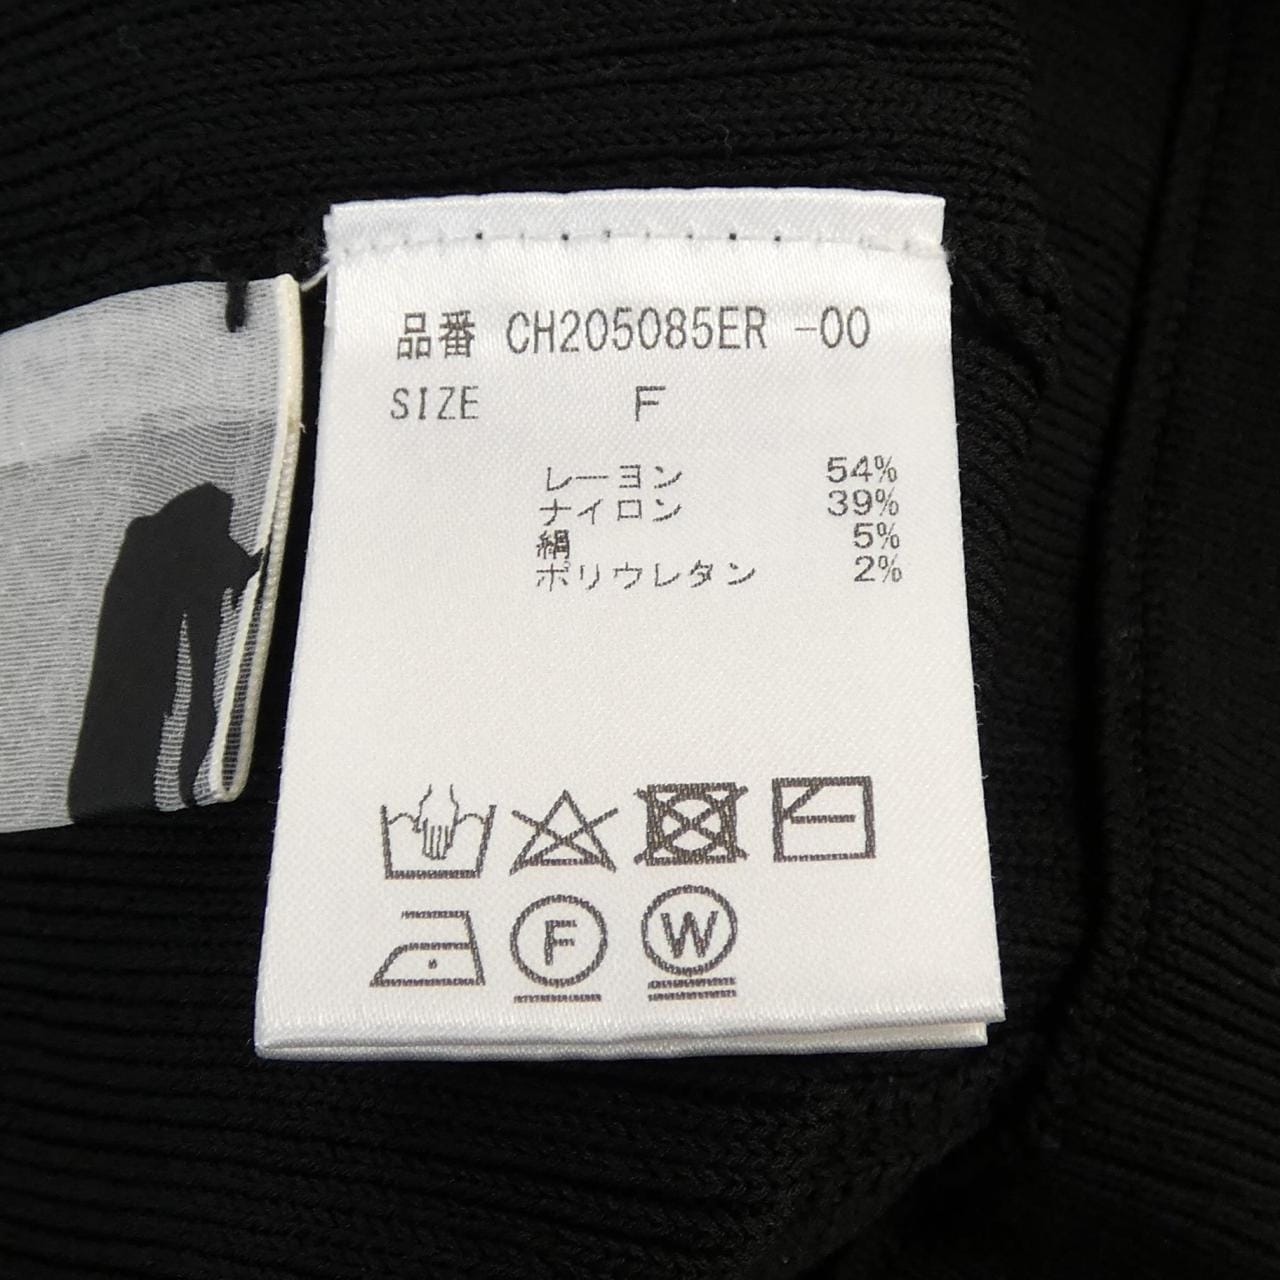 品番 CH205085ER -00
SIZE F
レーヨン 54%
ナイロン 39%
絹 5%
ポリウレタン 2%
F W